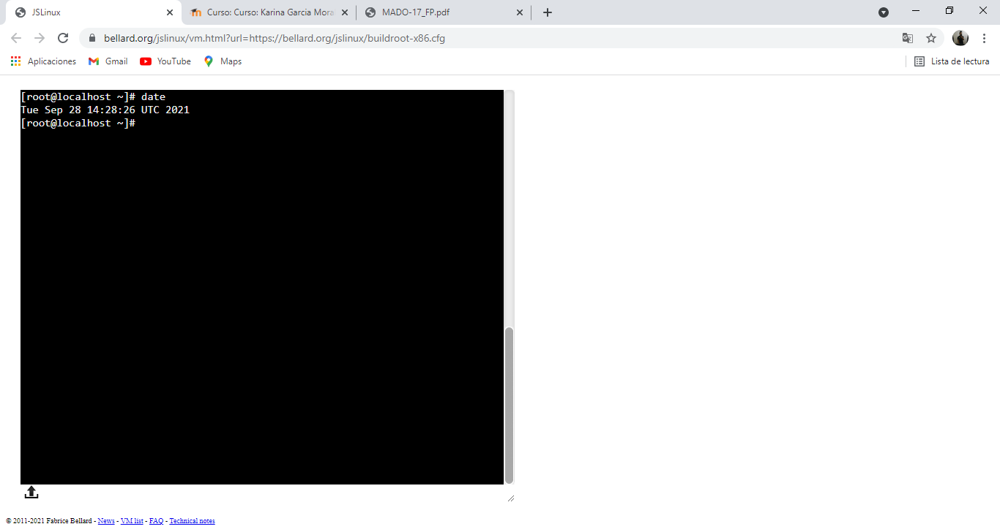 JSLinux
Curso: Curso: Karina Garcia Mora
MADO-17_FP.pdf
bellard.org/jslinux/vm.html?url=https://bellard.org/jslinux/buildroot-x86.cfg
Aplicaciones Gmail YouTube Maps Lista de lectura
[root@localhost ~]# date
Tue Sep 28 14:28:26 UTC 2021
[root@localhost ~]#
© 2011-2021 Fabrice Bellard - News - VM list - FAQ - Technical notes